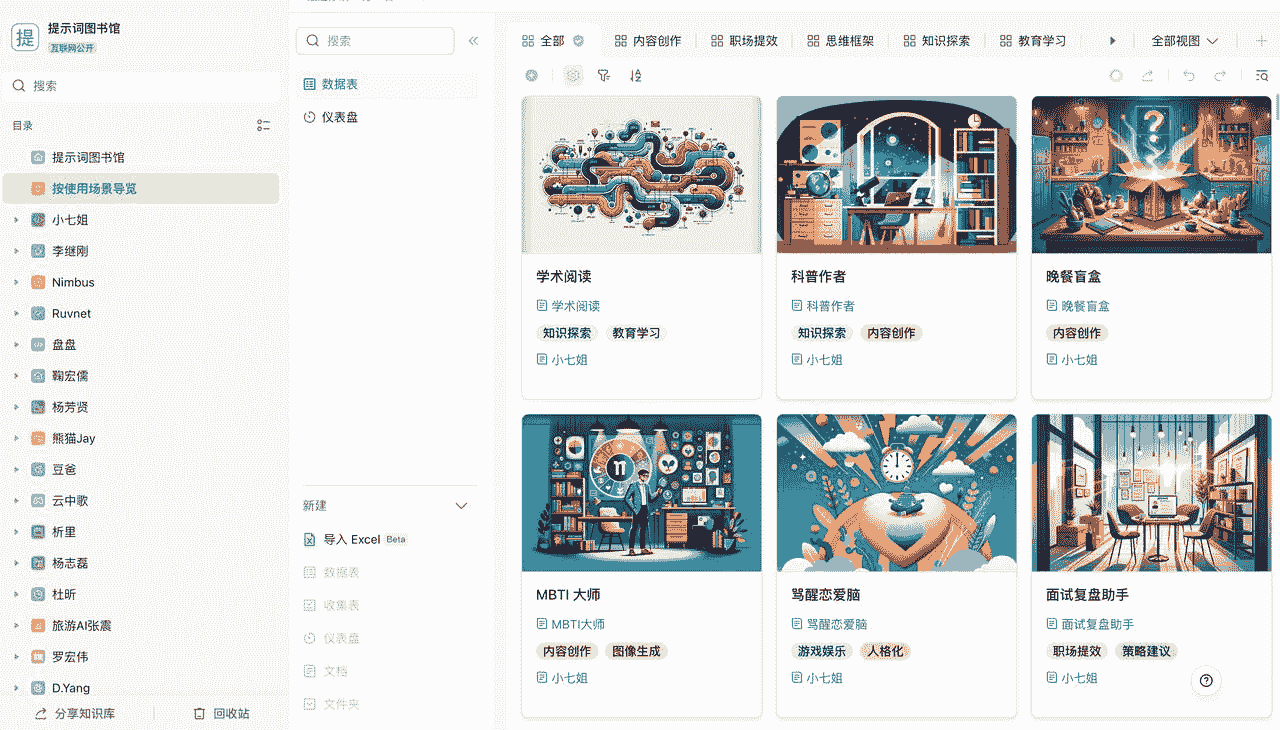 提
提示词图书馆
互联网公开
搜索
目录
提示词图书馆
按使用场景导览
小七姐
李继刚
Nimbus
Ruvnet
盘盘
鞠宏儒
杨芳贤
熊猫Jay
豆爸
云中歌
析里
杨志磊
杜昕
旅游AI张震
罗宏伟
D.Yang
分享知识库
回收站
搜索
数据表
仪表盘
新建
导入 Excel Beta
数据表
收集表
仪表盘
文档
文件夹
全部 内容创作 职场提效 思维框架 知识探索 教育学习 全部视图
学术阅读
学术阅读
知识探索 教育学习
小七姐
科普作者
科普作者
知识探索 内容创作
小七姐
?
晚餐盲盒
晚餐盲盒
内容创作
小七姐
MBTI 大师
MBTI大师
内容创作 图像生成
小七姐
骂醒恋爱脑
骂醒恋爱脑
游戏娱乐 人格化
小七姐
面试复盘助手
面试复盘助手
职场提效 策略建议
小七姐